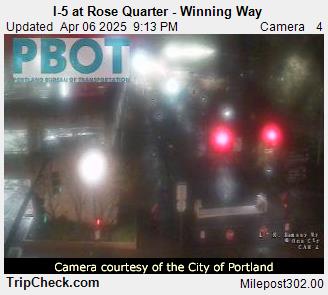 I-5 at Rose Quarter - Winning Way
Updated Apr 06 2025 9:13 PM Camera 4
PBOT
PORTLAND BUREAU OF TRANSPORTATION
Camera courtesy of the City of Portland
TripCheck.com Milepost302.00